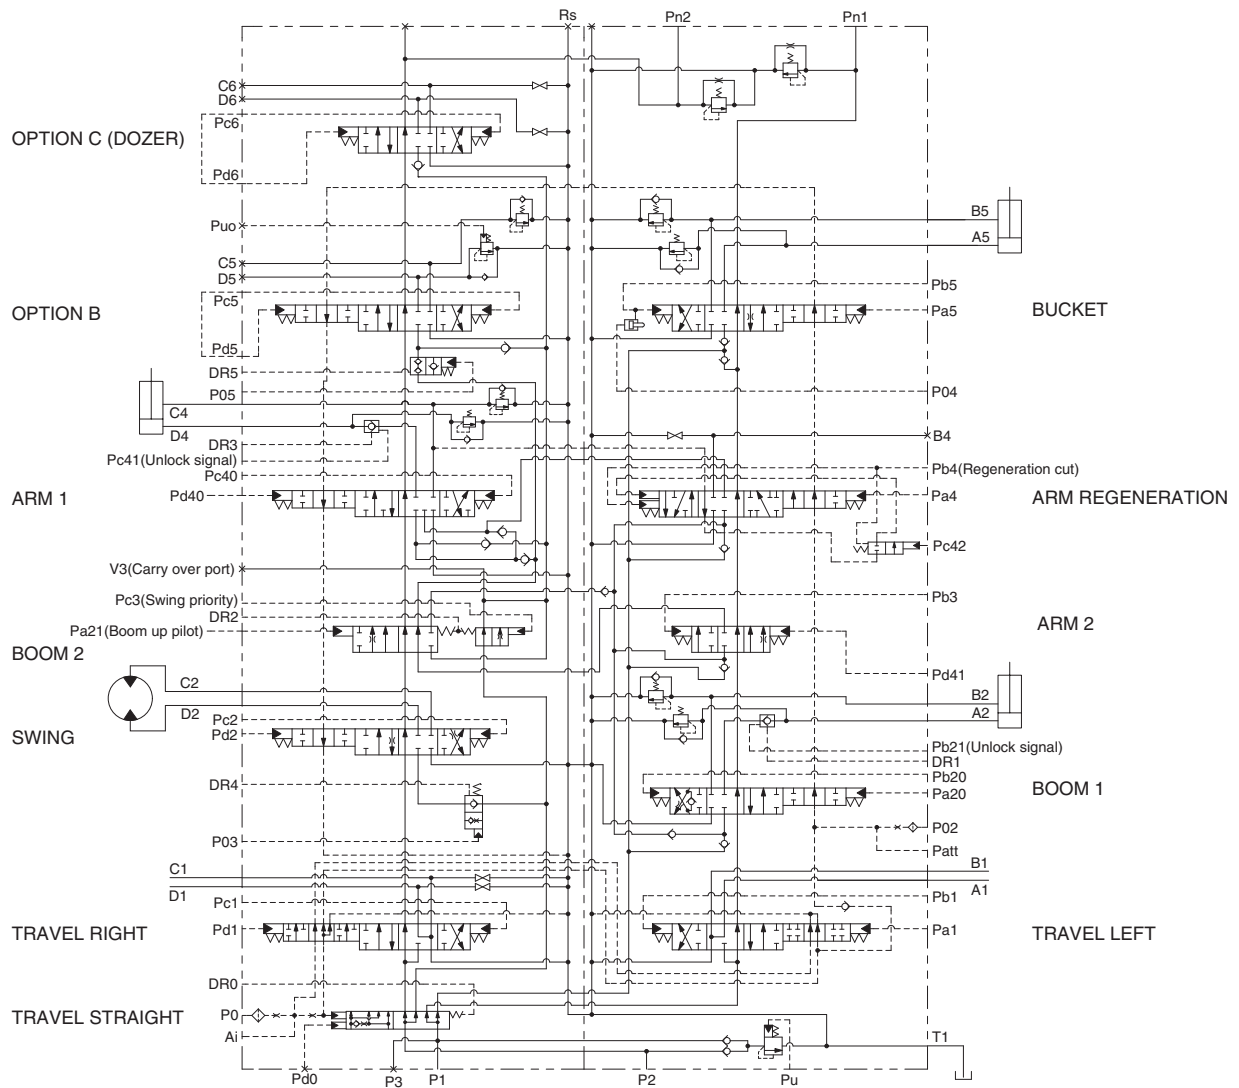 Rs
Pn2
Pn1
C6
D6
Pc6
OPTION C (DOZER)
Pd6
Puo
C5
D5
Pc5
OPTION B
Pd5
DR5
P05
C4
D4
DR3
Pc41(Unlock signal)
Pc40
Pd40
ARM 1
V3(Carry over port)
Pc3(Swing priority)
DR2
Pa21(Boom up pilot)
BOOM 2
C2
D2
Pc2
Pd2
SWING
DR4
P03
C1
D1
Pc1
Pd1
TRAVEL RIGHT
DR0
P0
TRAVEL STRAIGHT
Ai
Pd0
P3
P1
P2
Pu
B5
A5
Pb5
Pa5
BUCKET
P04
B4
Pb4(Regeneration cut)
Pa4
ARM REGENERATION
Pc42
Pb3
ARM 2
Pd41
B2
A2
Pb21(Unlock signal)
DR1
Pb20
Pa20
BOOM 1
P02
Patt
B1
A1
Pb1
Pa1
TRAVEL LEFT
T1